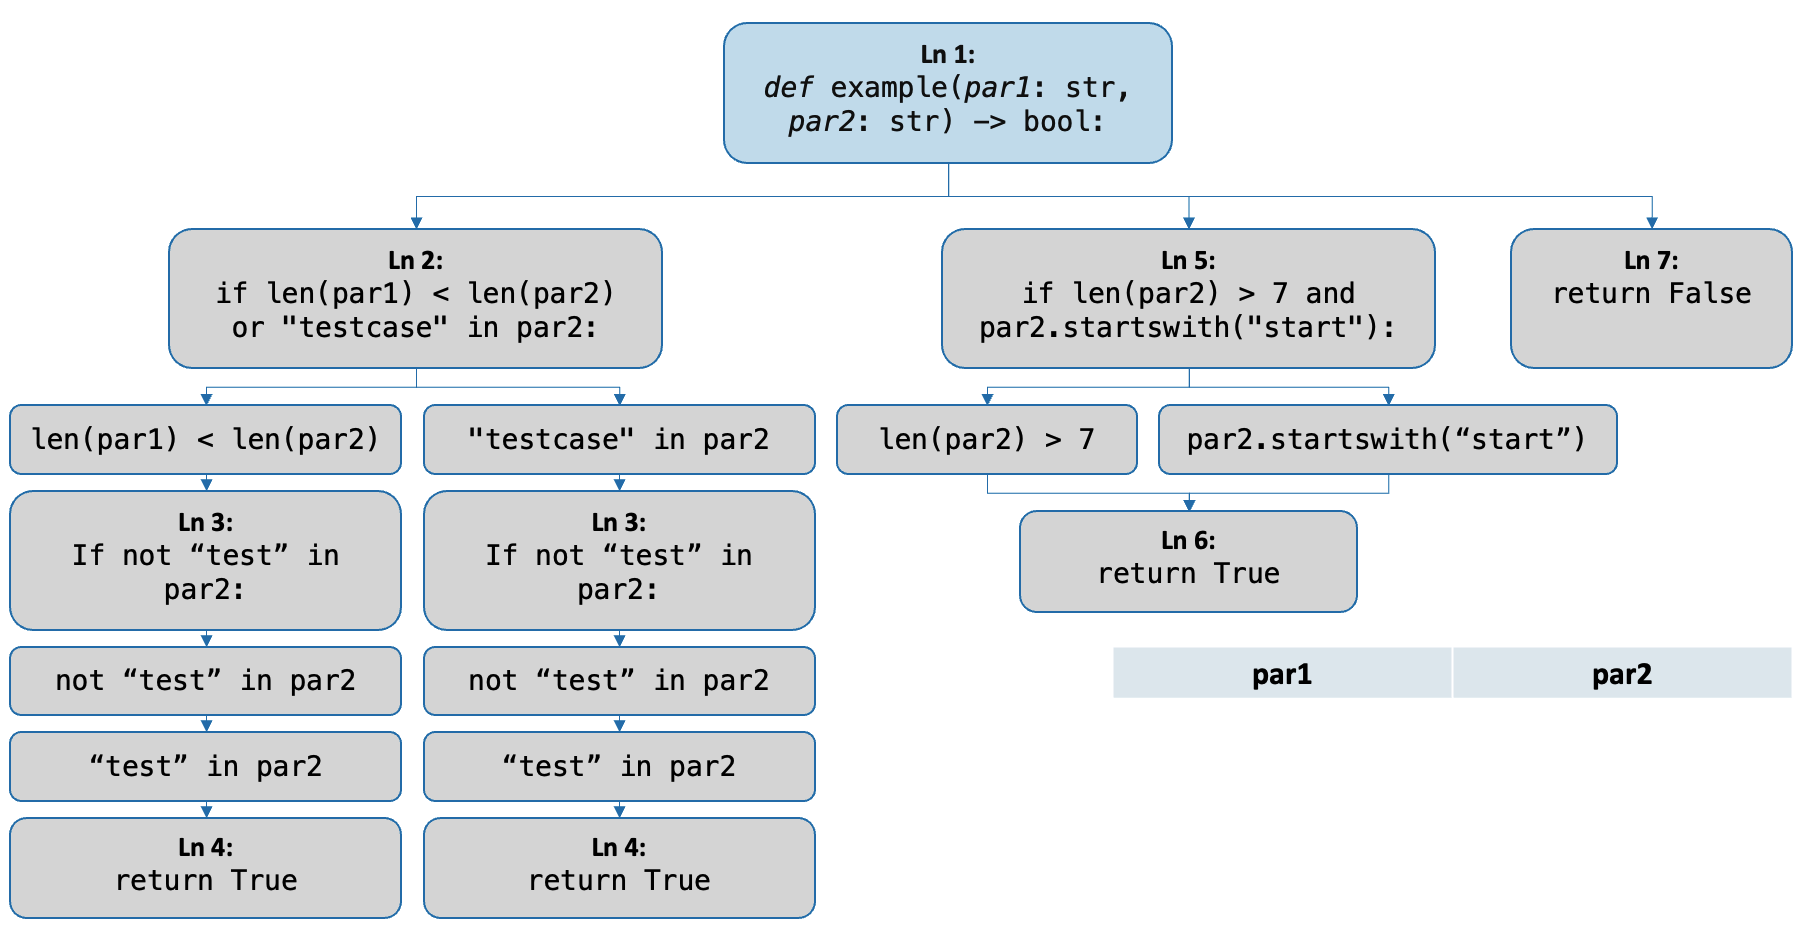 Ln 1:
def example(par1: str,
par2: str) —> bool:
Ln 2:
if len(par1) < len(par2)
or "testcase" in par2:
Ln 5:
if len(par2) > 7 and
par2.startswith("start"):
Ln 7:
return False
len(par1) < len(par2)
"testcase" in par2
len(par2) > 7
par2.startswith(“start”)
Ln 3:
If not “test” in
par2:
Ln 3:
If not “test” in
par2:
Ln 6:
return True
not “test” in par2
not “test” in par2
par1
par2
“test” in par2
“test” in par2
Ln 4:
return True
Ln 4:
return True